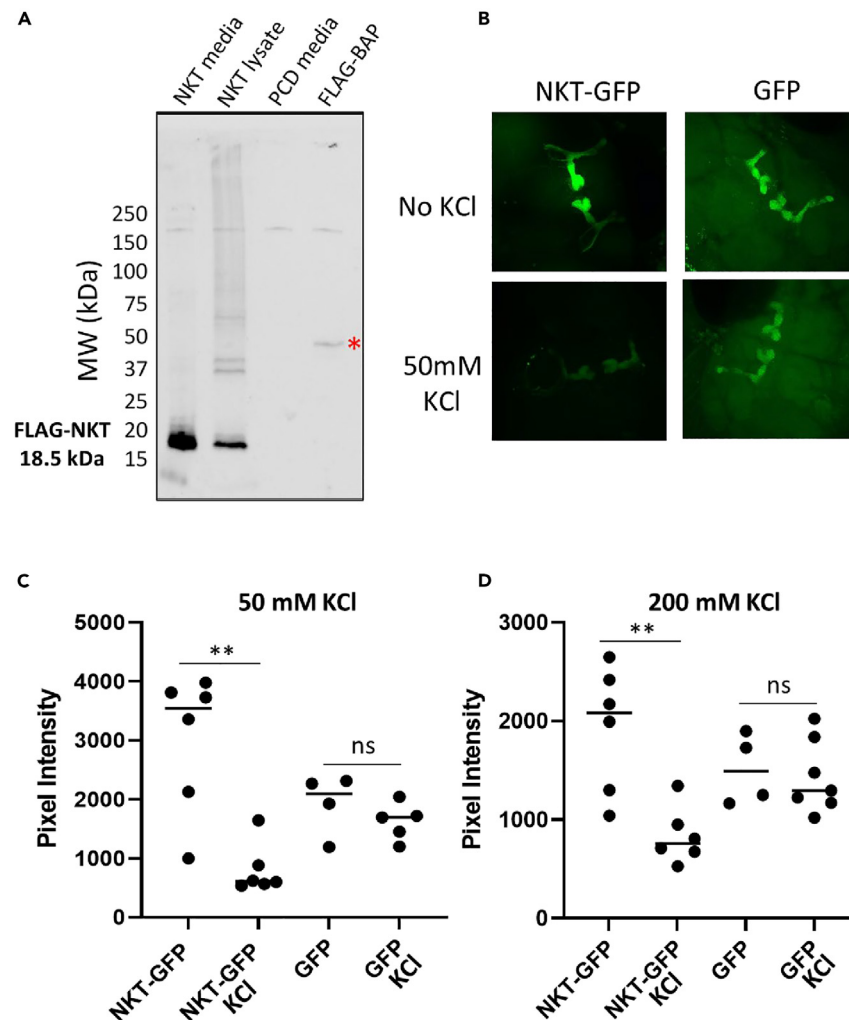 A
NKT media
NKT lysate
PCD media
FLAG-BAP
MW (kDa)
250
150
100
75
50
37
25
20
15
*
FLAG-NKT
18.5 kDa
B
NKT-GFP
GFP
No KCl
50mM
KCl
C
50 mM KCl
Pixel Intensity
5000
4000
3000
2000
1000
0
**
ns
NKT-GFP
NKT-GFP
KCl
GFP
GFP
KCl
D
200 mM KCl
Pixel Intensity
3000
2000
1000
0
**
ns
NKT-GFP
NKT-GFP
KCl
GFP
GFP
KCl